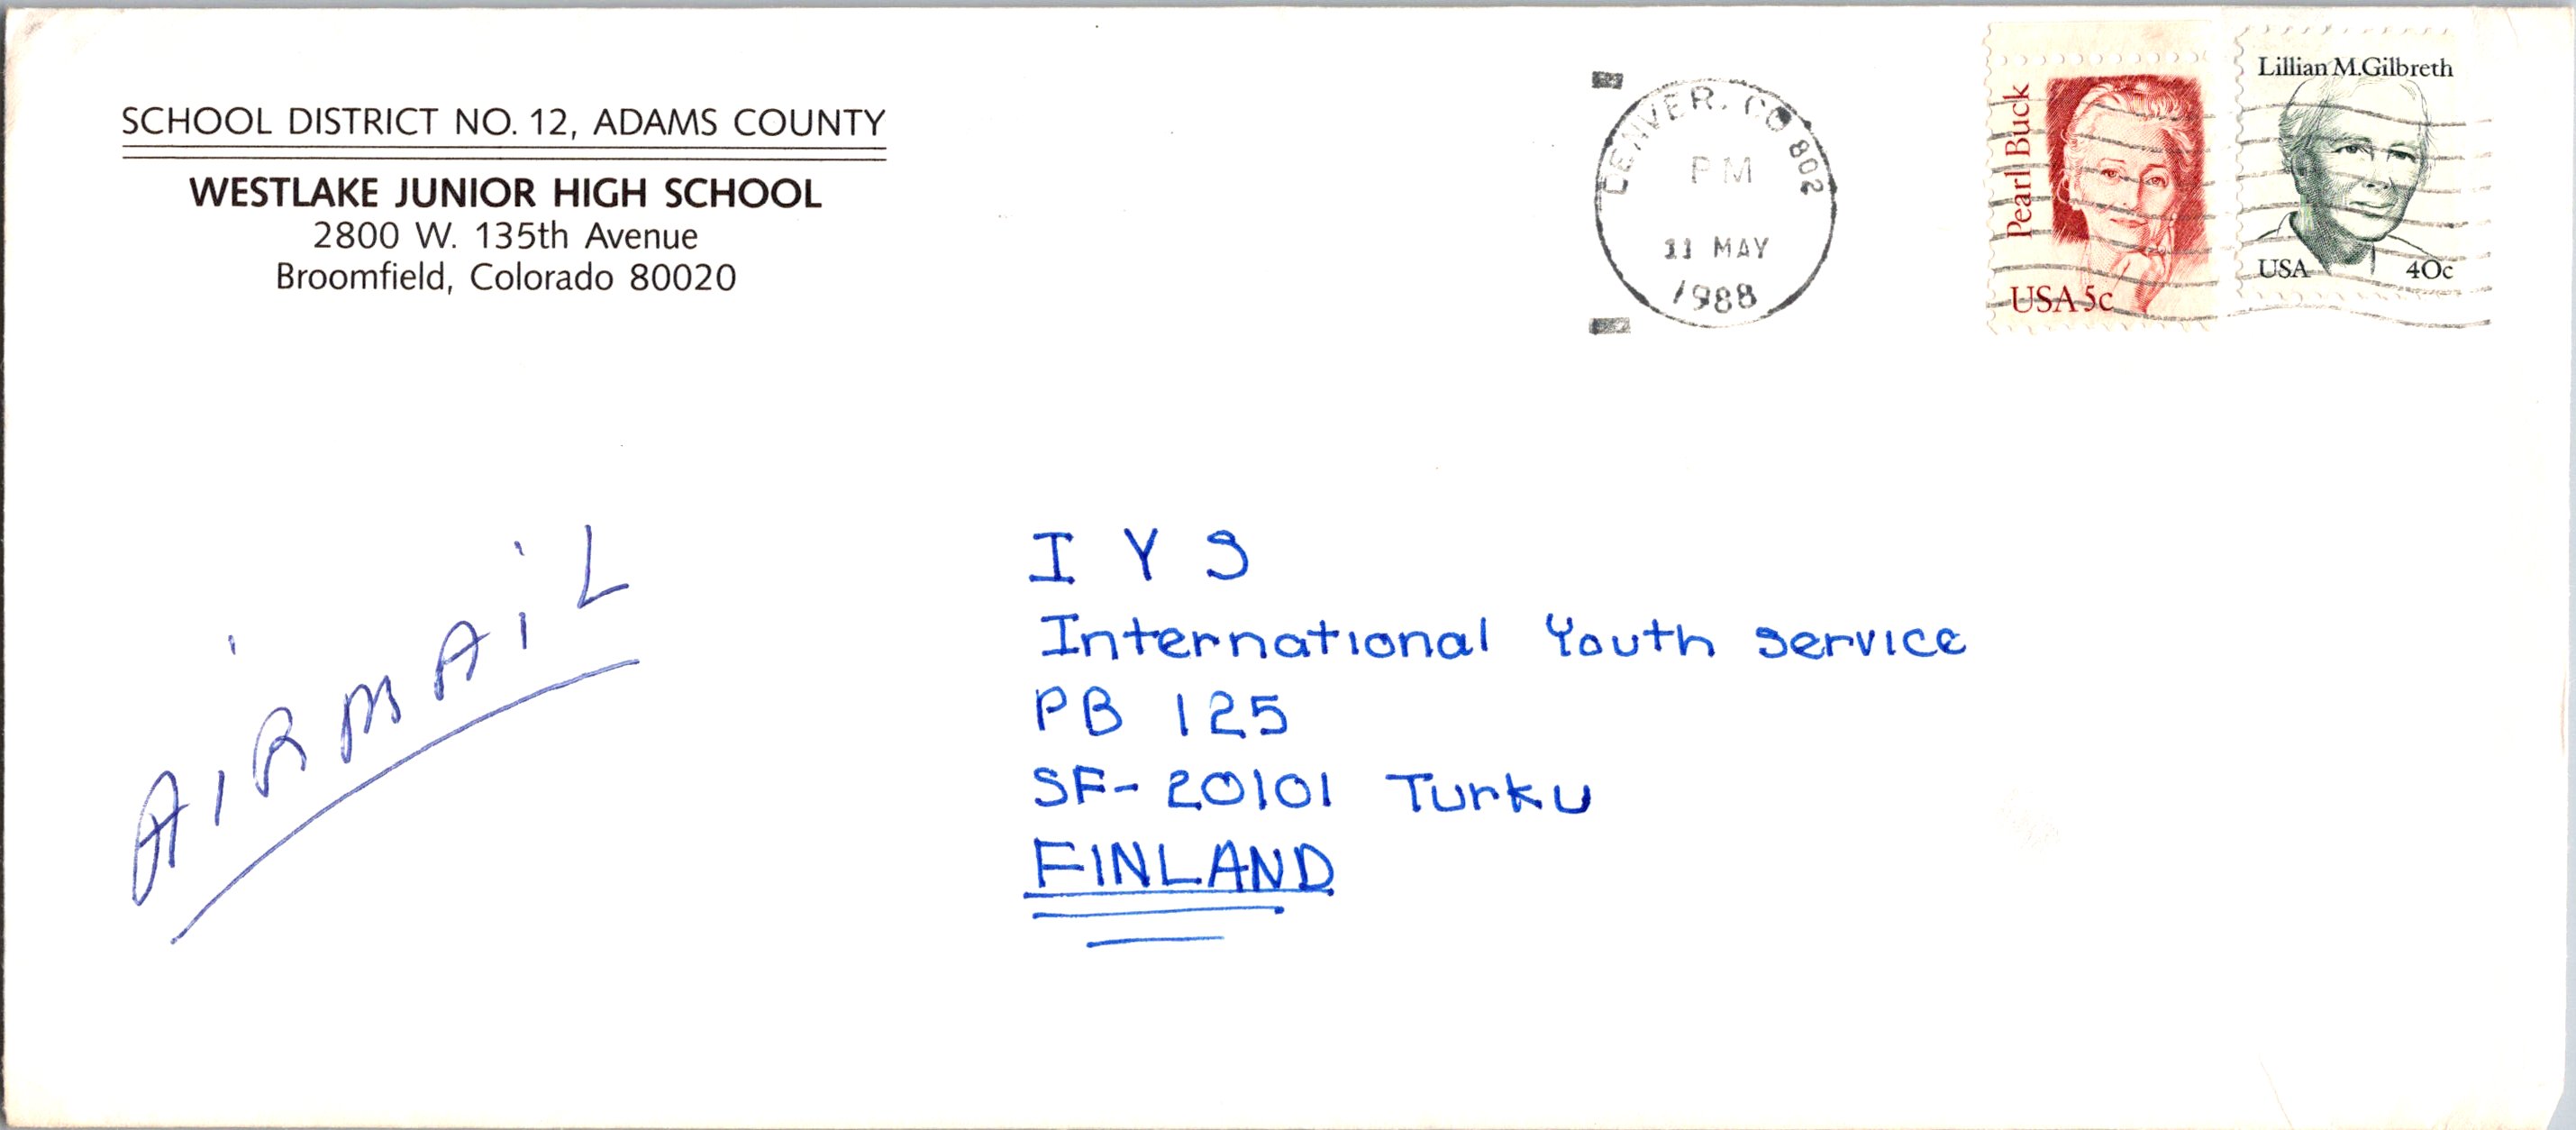 SCHOOL DISTRICT NO. 12, ADAMS COUNTY
WESTLAKE JUNIOR HIGH SCHOOL
2800 W. 135th Avenue
Broomfield, Colorado 80020
DENVER, CO 802
PM
11 MAY
1988
Pearl Buck
USA 5c
Lillian M.Gilbreth
USA 40c
AiRMAiL
I Y S
International Youth Service
PB 125
SF-20101 Turku
FINLAND